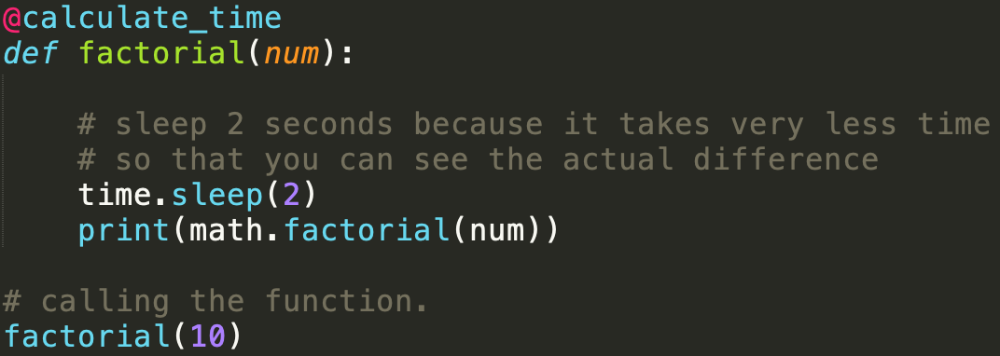 @calculate_time
def factorial(num):
# sleep 2 seconds because it takes very less time
# so that you can see the actual difference
time.sleep(2)
print(math.factorial(num))
# calling the function.
factorial(10)